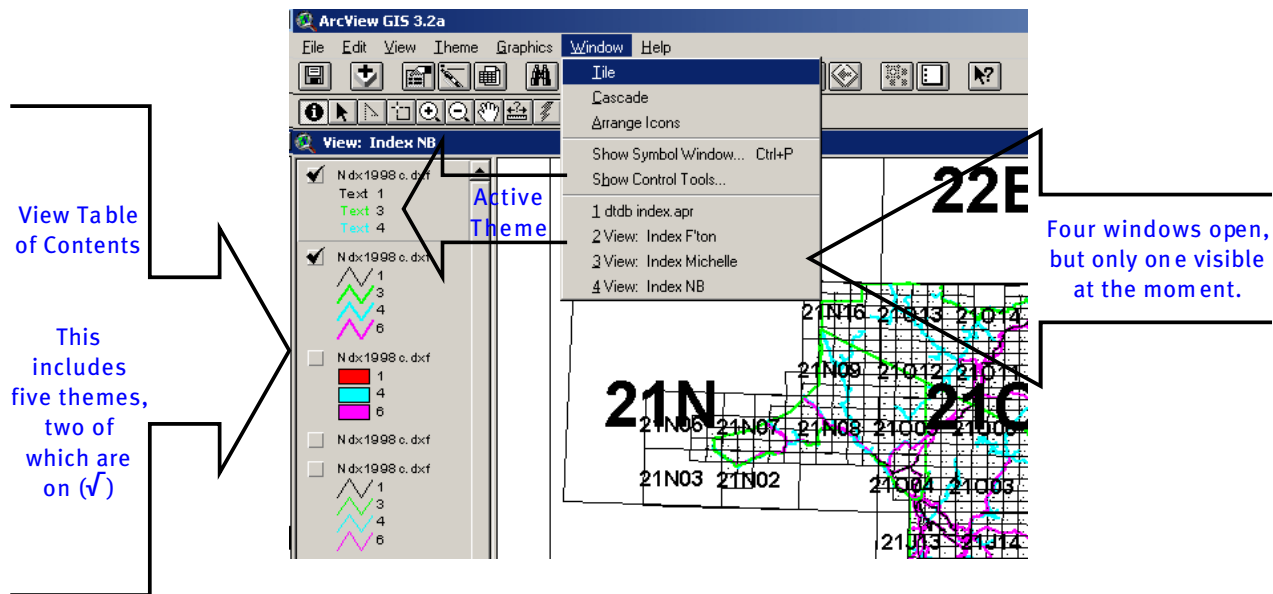 ArcView GIS 3.2a
File Edit View Theme Graphics Window Help
Tile
Cascade
Arrange Icons
Show Symbol Window... Ctrl+P
Show Control Tools...
1 dtdb index.apr
2 View: Index F'ton
3 View: Index Michelle
4 View: Index NB
View: Index NB
Ndx1998c.dxf
Text 1
Text 3
Text 4
Ndx1998c.dxf
1
3
4
6
Ndx1998c.dxf
1
4
6
Ndx1998c.dxf
Ndx1998c.dxf
1
3
4
6
View Table
of Contents
This
includes
five themes,
two of
which are
on (√)
Active
Theme
Four windows open,
but only one visible
at the moment.
22E
21N16 21O13 21O14
21N09 21O12 21O11
21N
21N06 21N07 21N08
21N03 21N02 21O04 21O03
21J13 21J14